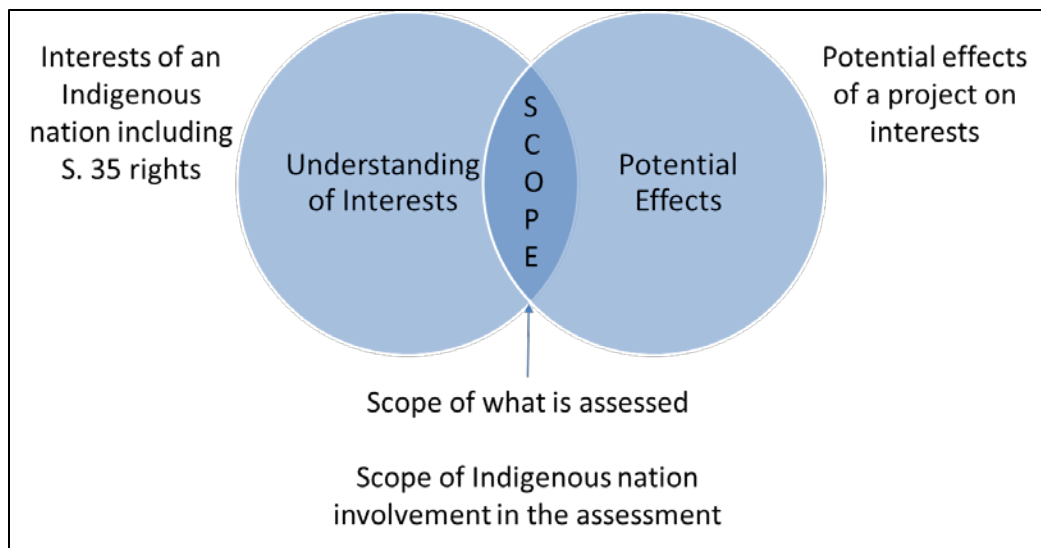 Interests of an
Indigenous
nation including
S. 35 rights
Understanding
of Interests
S
C
O
P
E
Potential
Effects
Potential effects
of a project on
interests
Scope of what is assessed
Scope of Indigenous nation
involvement in the assessment